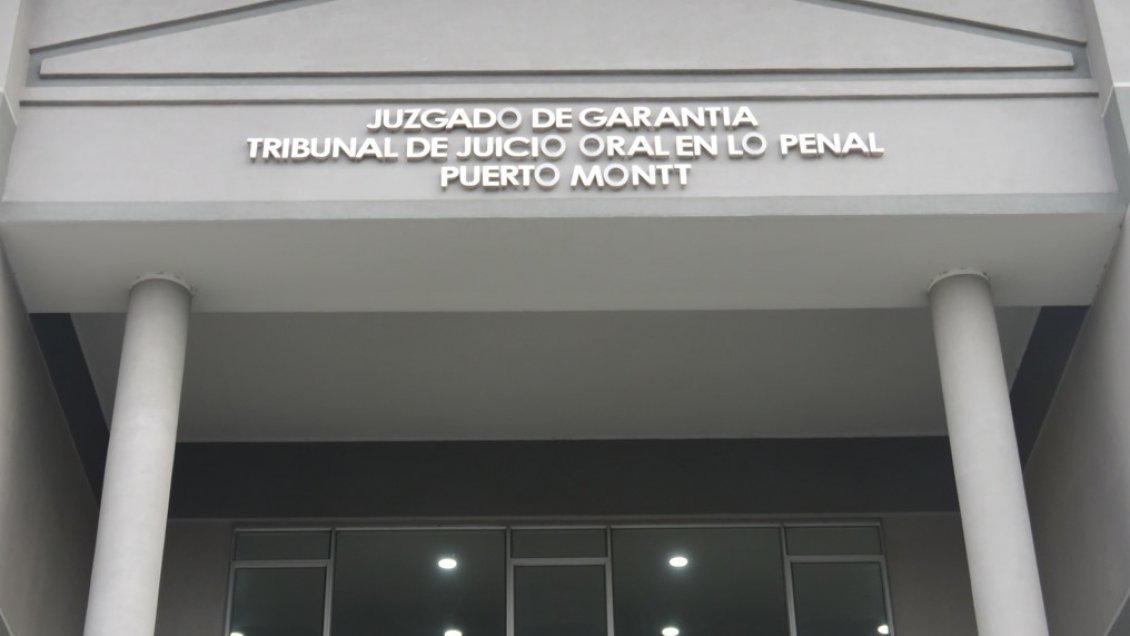 JUZGADO DE GARANTIA
TRIBUNAL DE JUICIO ORAL EN LO PENAL
PUERTO MONTT